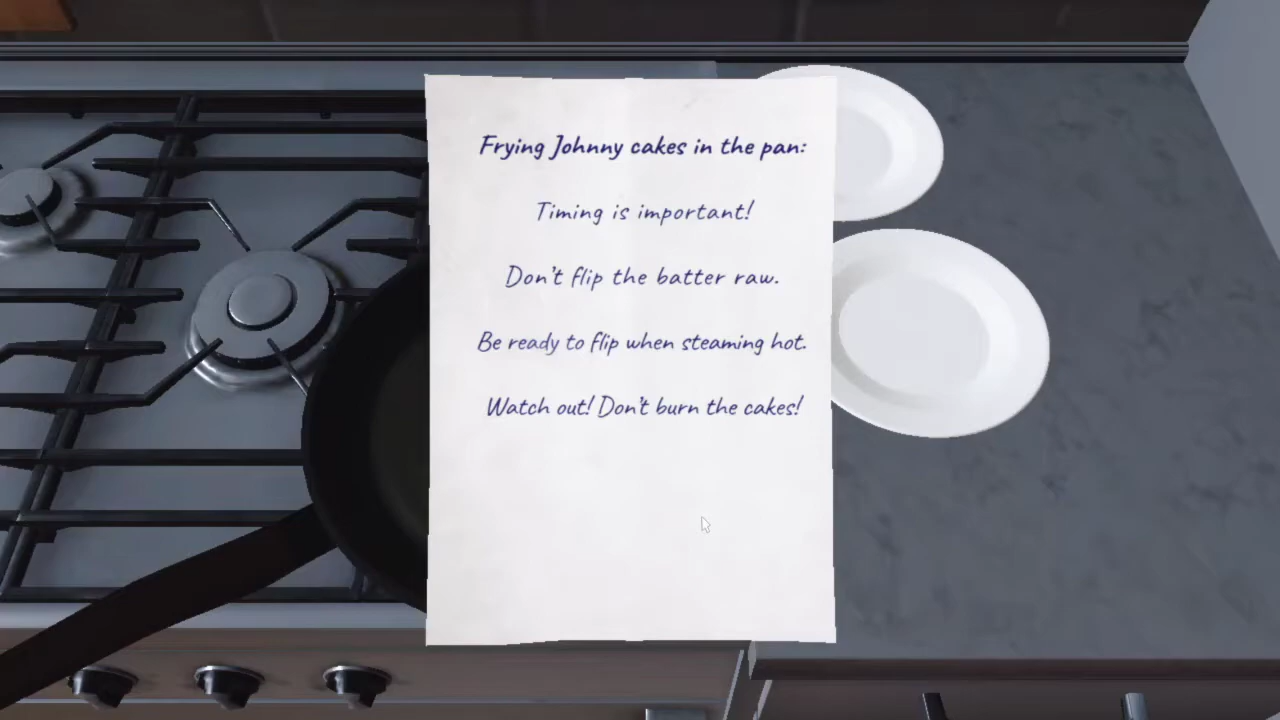 Frying Johnny cakes in the pan:
Timing is important!
Don't flip the batter raw.
Be ready to flip when steaming hot.
Watch out! Don't burn the cakes!